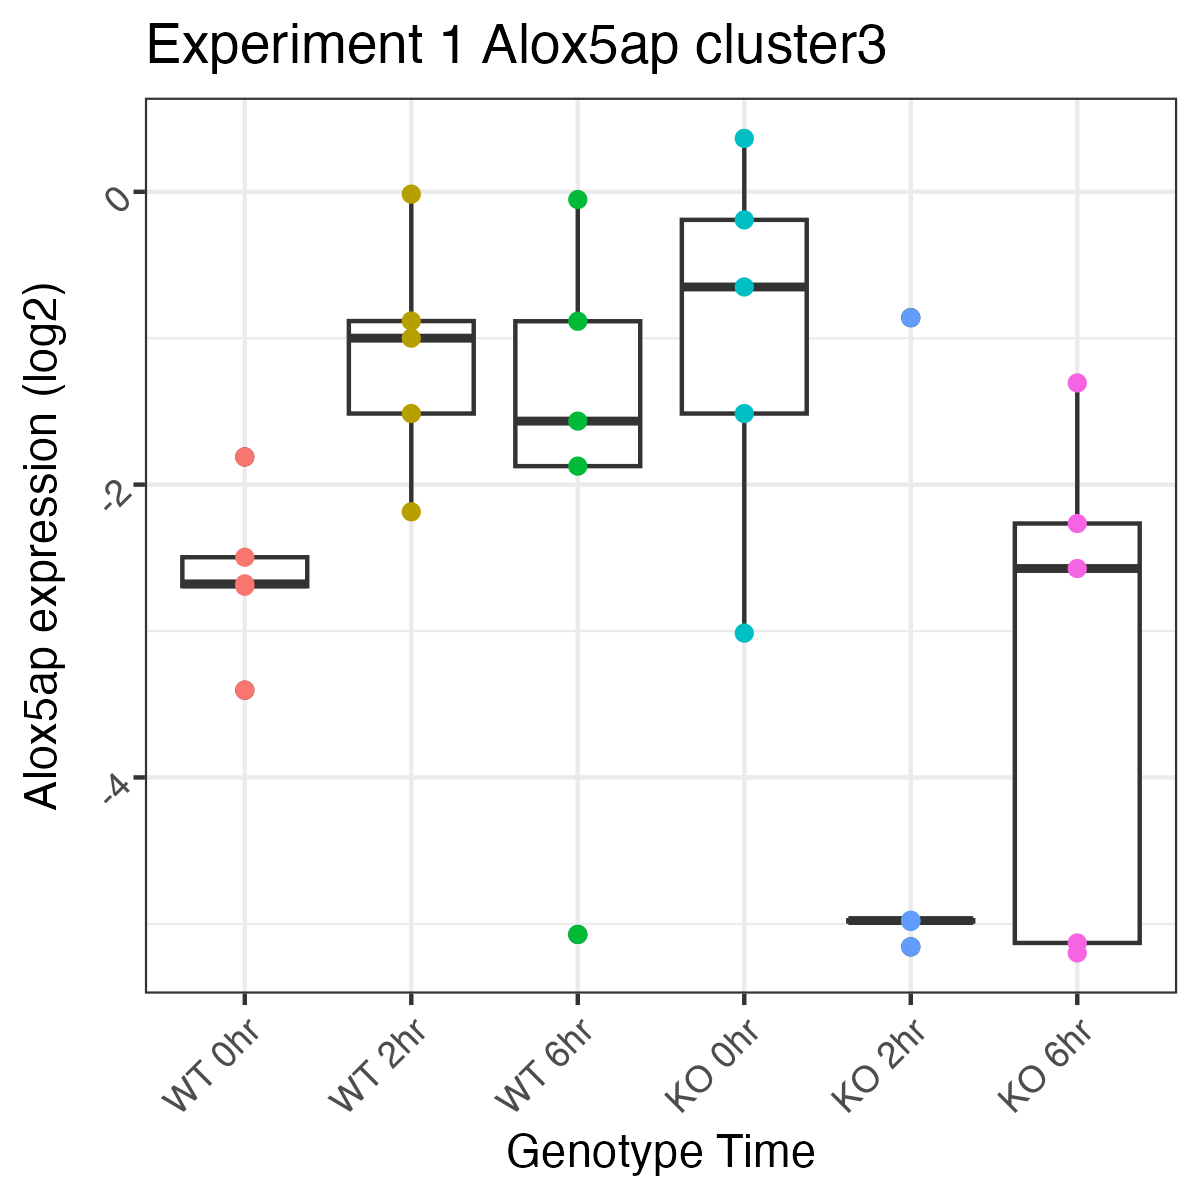 Experiment 1 Alox5ap cluster3
Alox5ap expression (log2)
0
-2
-4
WT 0hr
WT 2hr
WT 6hr
KO 0hr
KO 2hr
KO 6hr
Genotype Time